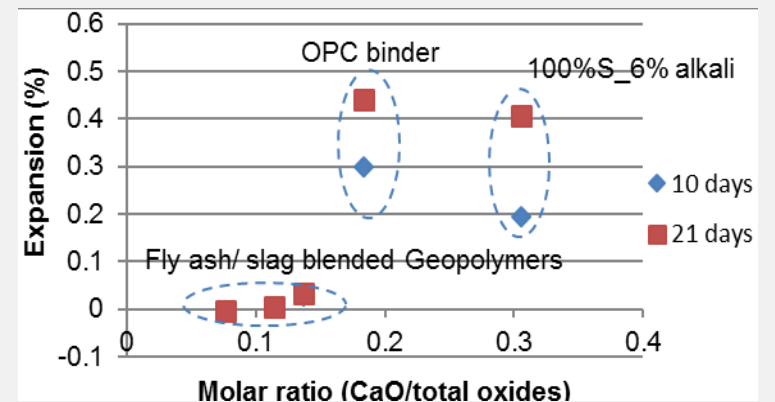 0.6
OPC binder
100%S_6% alkali
0.5
0.4
0.3
0.2
0.1
0
-0.1
Expansion (%)
10 days
21 days
Fly ash/ slag blended Geopolymers
0 0.1 0.2 0.3 0.4
Molar ratio (CaO/total oxides)